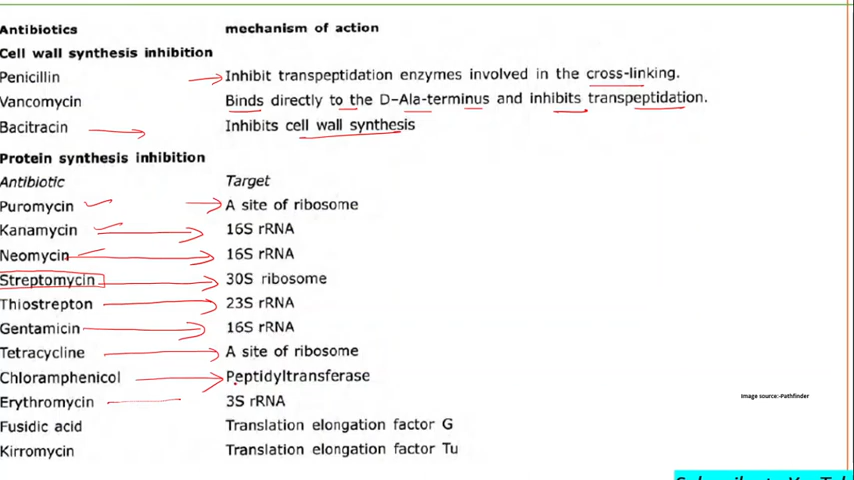 Antibiotics mechanism of action
Cell wall synthesis inhibition
Penicillin Inhibit transpeptidation enzymes involved in the cross-linking.
Vancomycin Binds directly to the D-Ala-terminus and inhibits transpeptidation.
Bacitracin Inhibits cell wall synthesis
Protein synthesis inhibition
Antibiotic Target
Puromycin A site of ribosome
Kanamycin 16S rRNA
Neomycin 16S rRNA
Streptomycin 30S ribosome
Thiostrepton 23S rRNA
Gentamicin 16S rRNA
Tetracycline A site of ribosome
Chloramphenicol Peptidyltransferase
Image source:-Pathfinder
Erythromycin 3S rRNA
Fusidic acid Translation elongation factor G
Kirromycin Translation elongation factor Tu